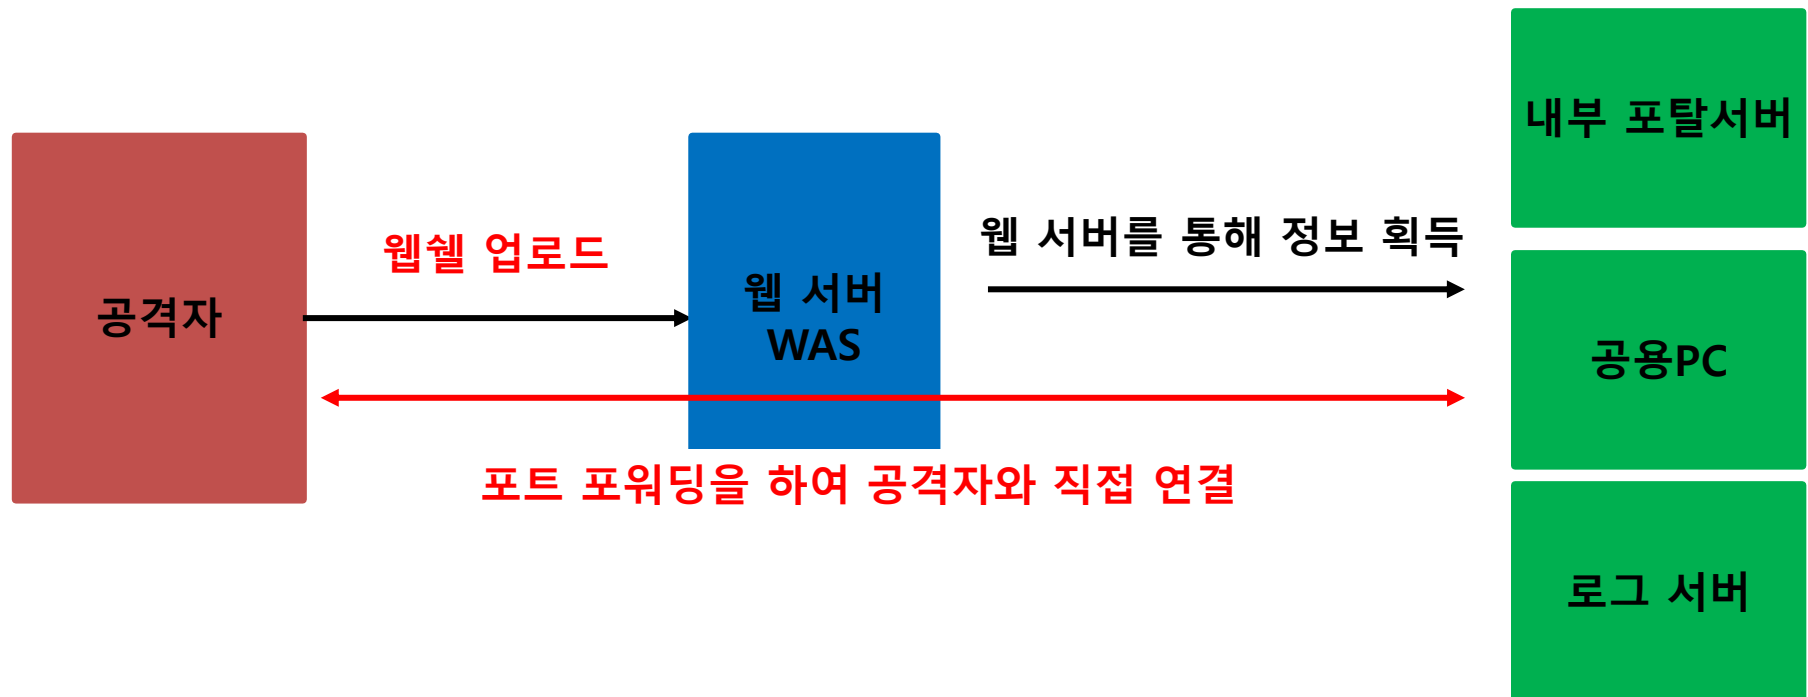 공격자
웹쉘 업로드
웹 서버
WAS
웹 서버를 통해 정보 획득
포트 포워딩을 하여 공격자와 직접 연결
내부 포탈서버
공용PC
로그 서버